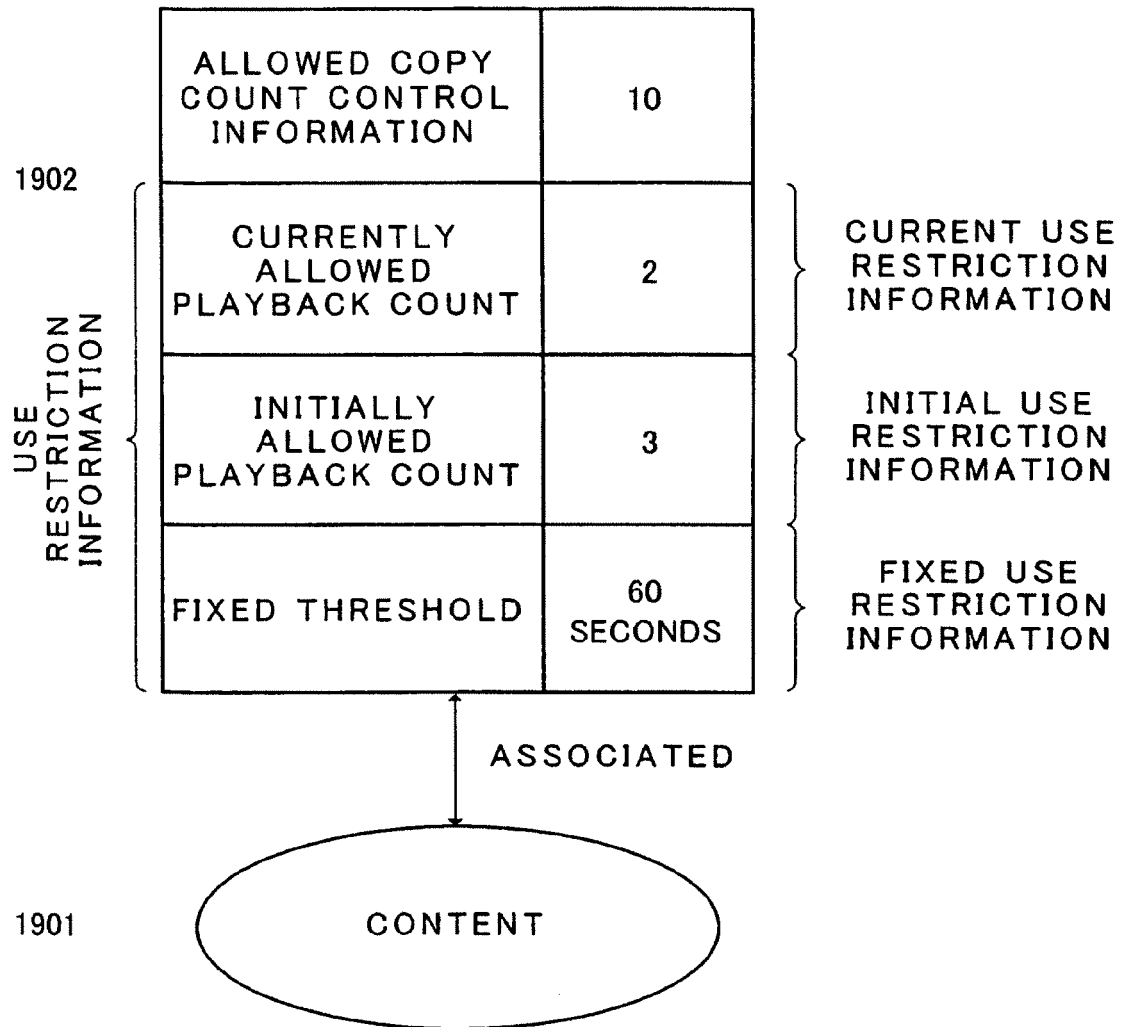 ALLOWED COPY
COUNT CONTROL
INFORMATION
10
1902
USE
RESTRICTION
INFORMATION
CURRENTLY
ALLOWED
PLAYBACK COUNT
2
CURRENT USE
RESTRICTION
INFORMATION
INITIALLY
ALLOWED
PLAYBACK COUNT
3
INITIAL USE
RESTRICTION
INFORMATION
FIXED THRESHOLD
60
SECONDS
FIXED USE
RESTRICTION
INFORMATION
ASSOCIATED
1901
CONTENT